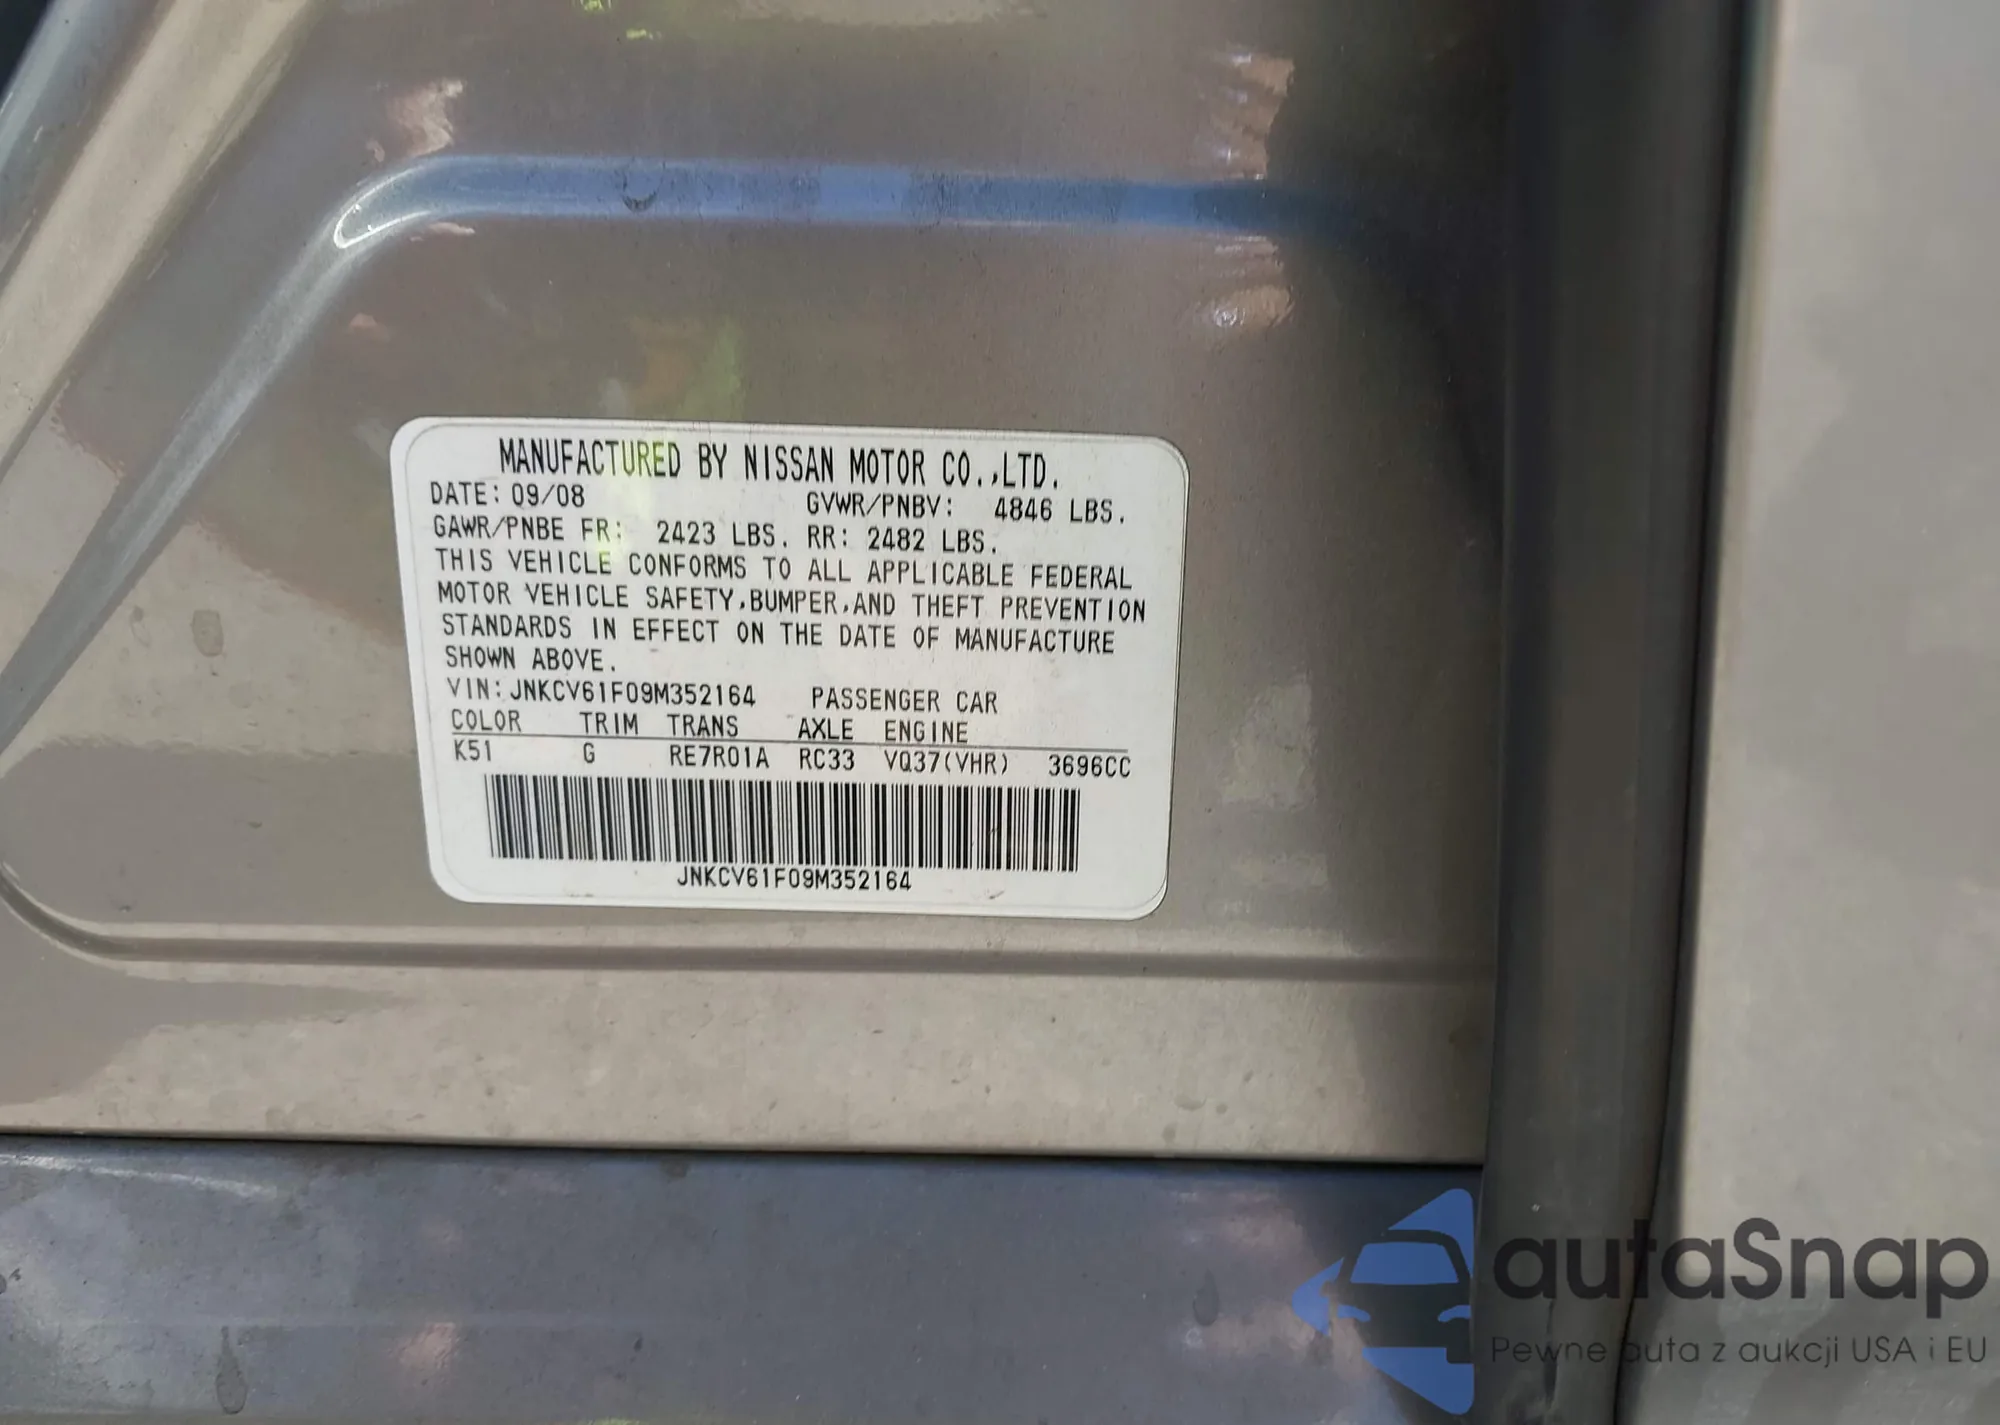 MANUFACTURED BY NISSAN MOTOR CO.,LTD.
DATE: 09/08 GVWR/PNBV: 4846 LBS.
GAWR/PNBE FR: 2423 LBS. RR: 2482 LBS.
THIS VEHICLE CONFORMS TO ALL APPLICABLE FEDERAL
MOTOR VEHICLE SAFETY,BUMPER,AND THEFT PREVENTION
STANDARDS IN EFFECT ON THE DATE OF MANUFACTURE
SHOWN ABOVE.
VIN: JNKCV61F09M352164 PASSENGER CAR
COLOR TRIM TRANS AXLE ENGINE
K51 G RE7R01A RC33 VQ37(VHR) 3696CC
JNKCV61F09M352164
autaSnap
Pewne auta z aukcji USA i EU